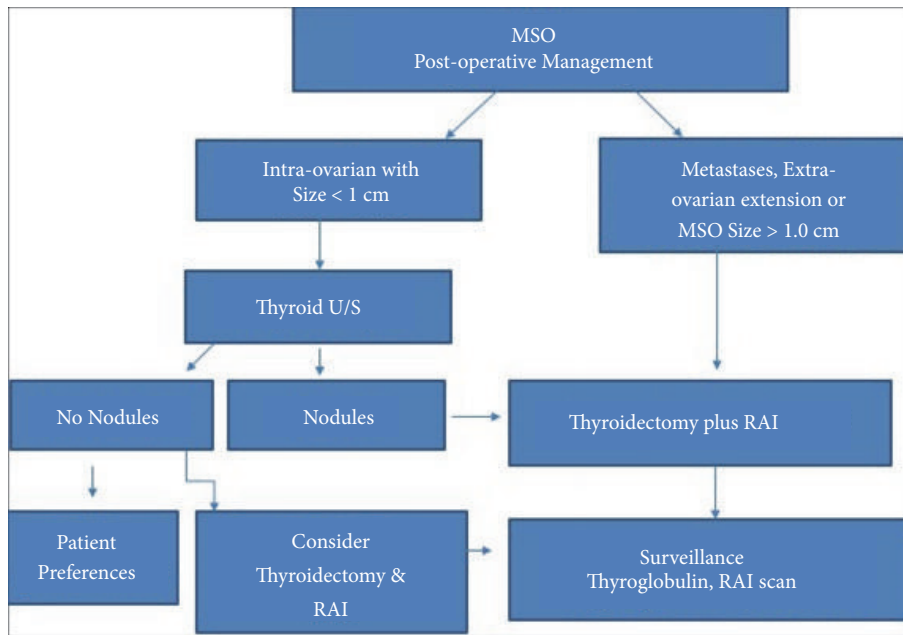 MSO
Post-operative Management
Intra-ovarian with
Size < 1 cm
Metastases, Extra-
ovarian extension or
MSO Size > 1.0 cm
Thyroid U/S
No Nodules
Nodules
Thyroidectomy plus RAI
Patient
Preferences
Consider
Thyroidectomy &
RAI
Surveillance
Thyroglobulin, RAI scan